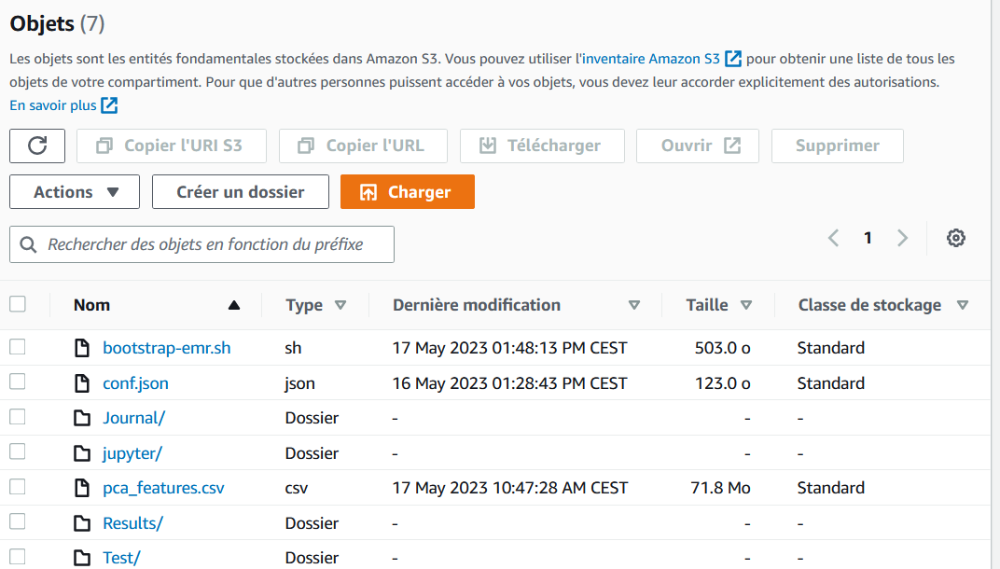 Objets (7)
Les objets sont les entités fondamentales stockées dans Amazon S3. Vous pouvez utiliser l'inventaire Amazon S3 pour obtenir une liste de tous les
objets de votre compartiment. Pour que d'autres personnes puissent accéder à vos objets, vous devez leur accorder explicitement des autorisations.
En savoir plus
Copier l'URI S3 Copier l'URL Télécharger Ouvrir Supprimer
Actions Créer un dossier Charger
Rechercher des objets en fonction du préfixe 1
Nom Type Dernière modification Taille Classe de stockage
bootstrap-emr.sh sh 17 May 2023 01:48:13 PM CEST 503.0 o Standard
conf.json json 16 May 2023 01:28:43 PM CEST 123.0 o Standard
Journal/ Dossier - - -
jupyter/ Dossier - - -
pca_features.csv csv 17 May 2023 10:47:28 AM CEST 71.8 Mo Standard
Results/ Dossier - - -
Test/ Dossier - - -